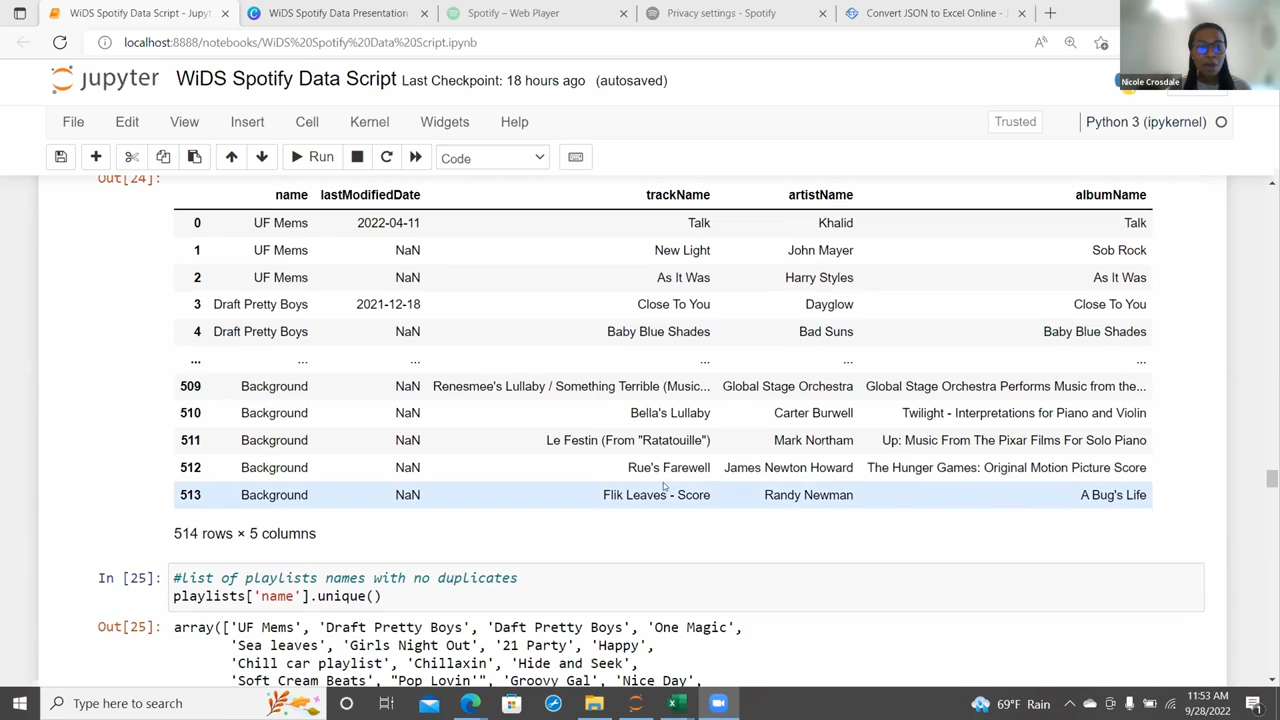 WiDS Spotify Data Script - Jupyt
WiDS Spotify Data Presentation
Spotify – Web Player
Privacy settings - Spotify
Convert JSON to Excel Online -
localhost:8888/notebooks/WiDS%20Spotify%20Data%20Script.ipynb
Nicole Crosdale
jupyter WiDS Spotify Data Script Last Checkpoint: 18 hours ago (autosaved)
File Edit View Insert Cell Kernel Widgets Help Trusted Python 3 (ipykernel)
Run Code
Out[24]:
name lastModifiedDate trackName artistName albumName
0 UF Mems 2022-04-11 Talk Khalid Talk
1 UF Mems NaN New Light John Mayer Sob Rock
2 UF Mems NaN As It Was Harry Styles As It Was
3 Draft Pretty Boys 2021-12-18 Close To You Dayglow Close To You
4 Draft Pretty Boys NaN Baby Blue Shades Bad Suns Baby Blue Shades
... ... ... ... ... ...
509 Background NaN Renesmee's Lullaby / Something Terrible (Music... Global Stage Orchestra Global Stage Orchestra Performs Music from the...
510 Background NaN Bella's Lullaby Carter Burwell Twilight - Interpretations for Piano and Violin
511 Background NaN Le Festin (From "Ratatouille") Mark Northam Up: Music From The Pixar Films For Solo Piano
512 Background NaN Rue's Farewell James Newton Howard The Hunger Games: Original Motion Picture Score
513 Background NaN Flik Leaves - Score Randy Newman A Bug's Life
514 rows × 5 columns
In [25]: #list of playlists names with no duplicates
playlists['name'].unique()
Out[25]: array(['UF Mems', 'Draft Pretty Boys', 'Daft Pretty Boys', 'One Magic',
'Sea leaves', 'Girls Night Out', '21 Party', 'Happy',
'Chill car playlist', 'Chillaxin', 'Hide and Seek',
'Soft Cream Beats', "Pop Lovin'", 'Groovy Gal', 'Nice Day',
Type here to search
69°F Rain
11:53 AM
9/28/2022